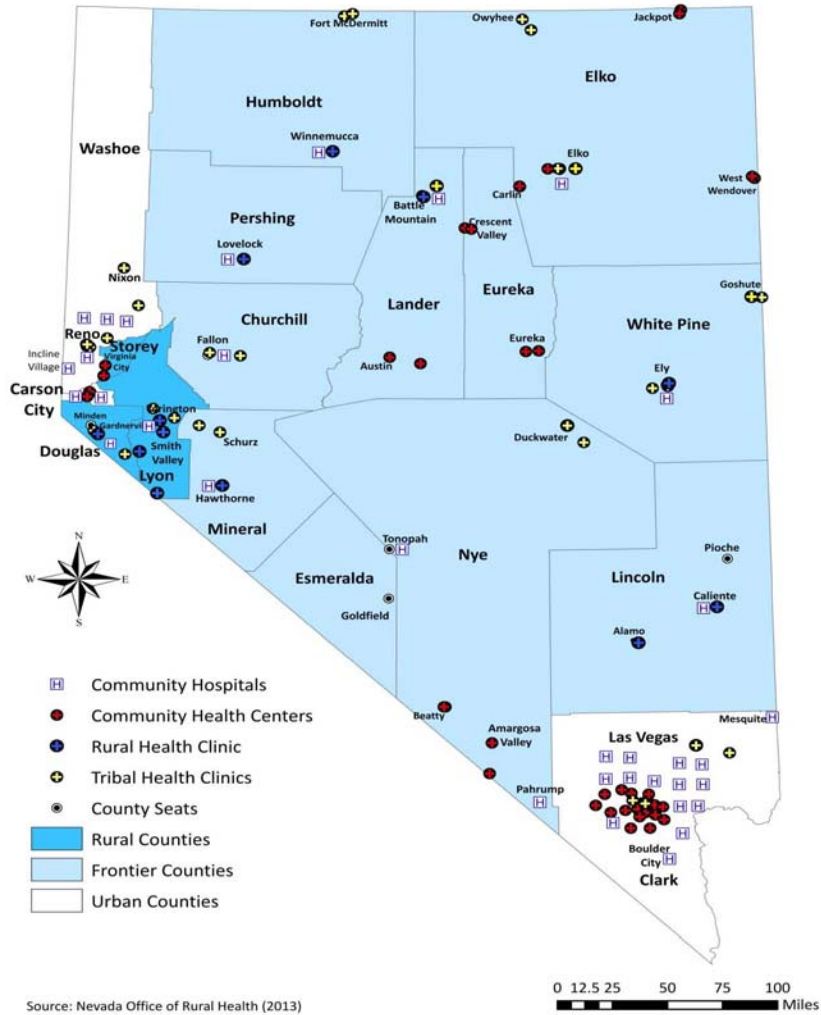 Fort McDermitt
Owyhee
Jackpot
Elko
Humboldt
Washoe
Winnemucca
Elko
Carlin
West
Wendover
Battle
Mountain
Pershing
Crescent
Valley
Lovelock
Nixon
Goshute
Lander
Eureka
Churchill
White Pine
Reno
Storey
Fallon
Eureka
Incline
Village
Virginia
City
Austin
Ely
Carson
City
Minden
Gardnervi
rington
Schurz
Duckwater
Douglas
Smith
Valley
Lyon
Hawthorne
Mineral
Tonopah
Nye
Pioche
Esmeralda
Lincoln
Goldfield
Caliente
Alamo
N
W
E
S
Beatty
Mesquite
Amargosa
Valley
Las Vegas
Pahrump
Boulder
City
Clark
H Community Hospitals
Community Health Centers
Rural Health Clinic
Tribal Health Clinics
County Seats
Rural Counties
Frontier Counties
Urban Counties
0 12.5 25 50 75 100
Miles
Source: Nevada Office of Rural Health (2013)